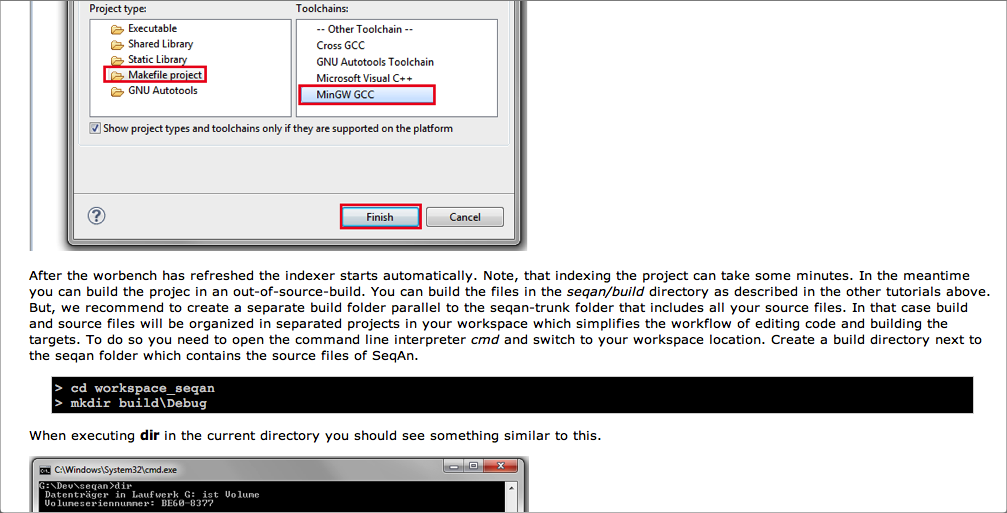 Project type:
Toolchains:
Executable
Shared Library
Static Library
Makefile project
GNU Autotools
-- Other Toolchain --
Cross GCC
GNU Autotools Toolchain
Microsoft Visual C++
MinGW GCC
Show project types and toolchains only if they are supported on the platform
?
Finish
Cancel
After the worbench has refreshed the indexer starts automatically. Note, that indexing the project can take some minutes. In the meantime
you can build the projec in an out-of-source-build. You can build the files in the seqan/build directory as described in the other tutorials above.
But, we recommend to create a separate build folder parallel to the seqan-trunk folder that includes all your source files. In that case build
and source files will be organized in separated projects in your workspace which simplifies the workflow of editing code and building the
targets. To do so you need to open the command line interpreter cmd and switch to your workspace location. Create a build directory next to
the seqan folder which contains the source files of SeqAn.
> cd workspace_seqan
> mkdir build\Debug
When executing dir in the current directory you should see something similar to this.
C:\Windows\System32\cmd.exe
G:\Dev\seqan>dir
Datenträger in Laufwerk G: ist Volume
Volumeseriennummer: BE60-8377